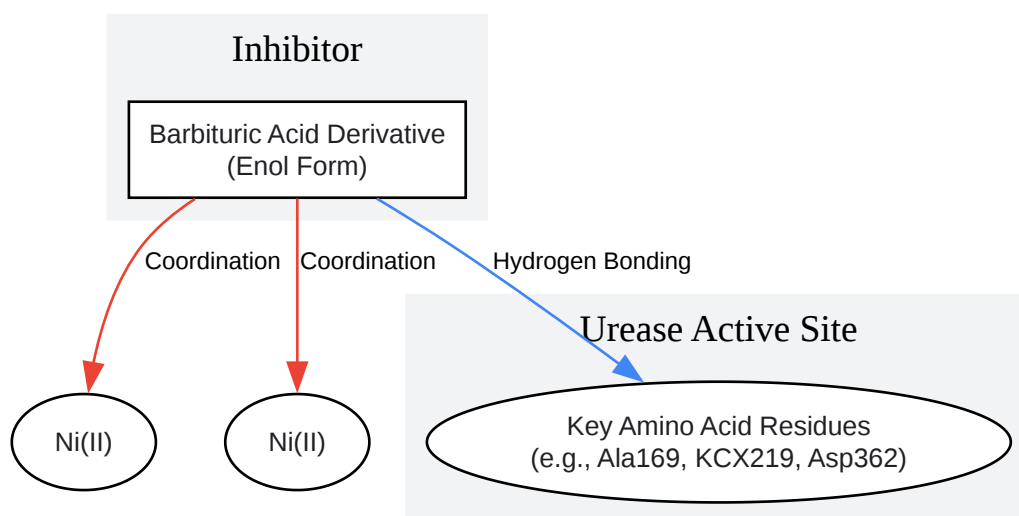 Inhibitor
Barbituric Acid Derivative
(Enol Form)
Coordination
Coordination
Hydrogen Bonding
Urease Active Site
Ni(II)
Ni(II)
Key Amino Acid Residues
(e.g., Ala169, KCX219, Asp362)